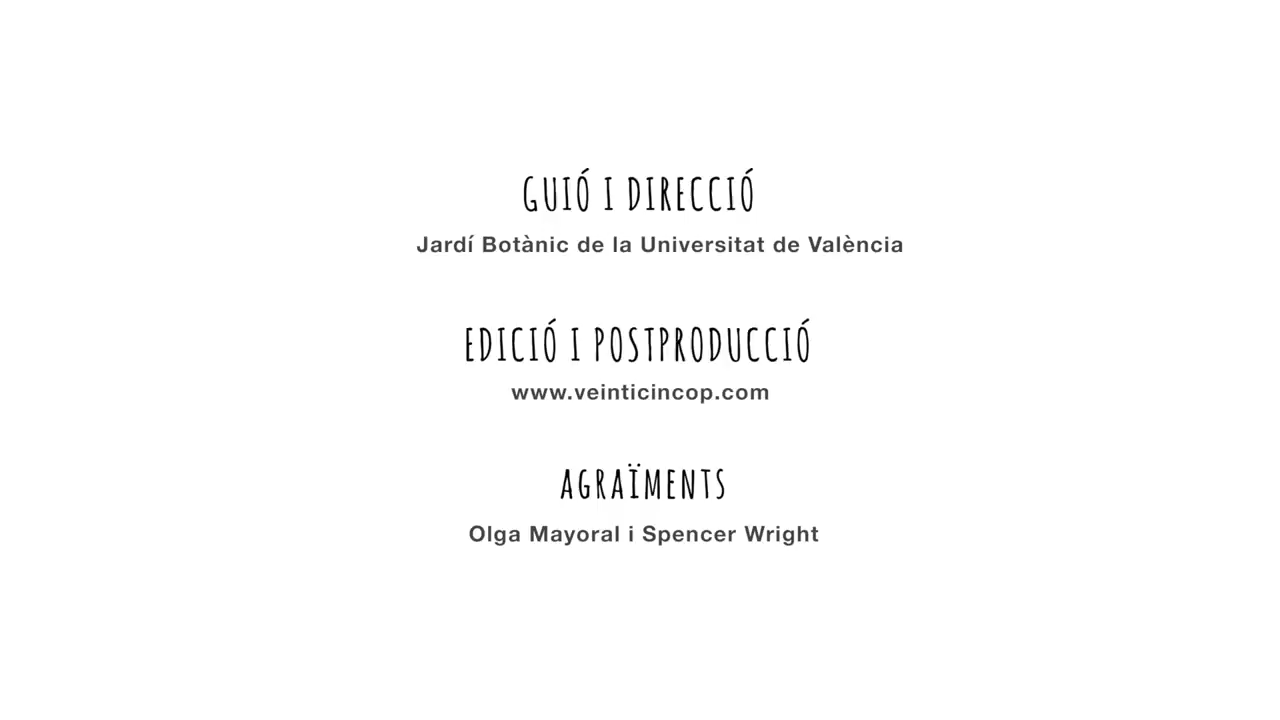 GUIÓ I DIRECCIÓ
Jardí Botànic de la Universitat de València
EDICIÓ I POSTPRODUCCIÓ
www.veinticincop.com
AGRAÏMENTS
Olga Mayoral i Spencer Wright